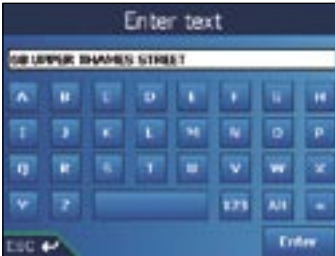 Enter text
UPPER THAMES STREET
A B C D E F G H
I J K L M N O P
Q R S T U V W X
Y Z 123 Alt
ESC Enter